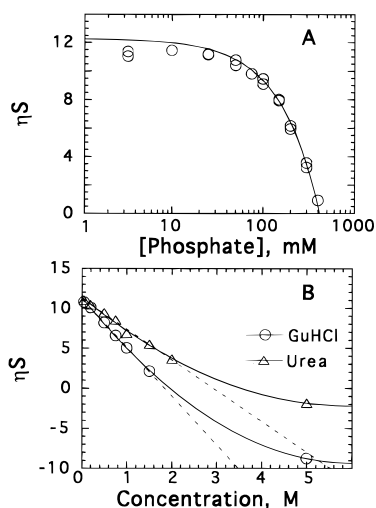 A
ηS
12
8
4
0
1 10 100 1000
[Phosphate], mM
B
ηS
15
10
5
0
-5
-10
GuHCl
Urea
0 1 2 3 4 5
Concentration, M